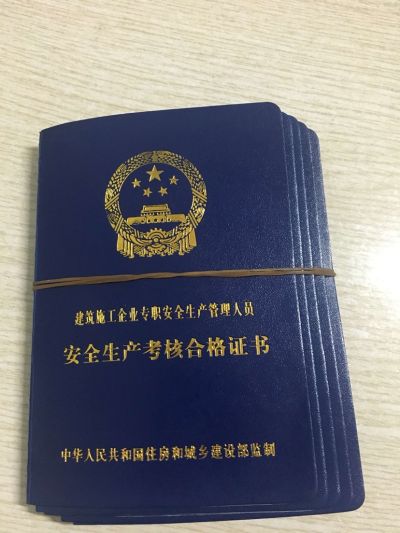 建筑施工企业专职安全生产管理人员
安全生产考核合格证书
中华人民共和国住房和城乡建设部监制